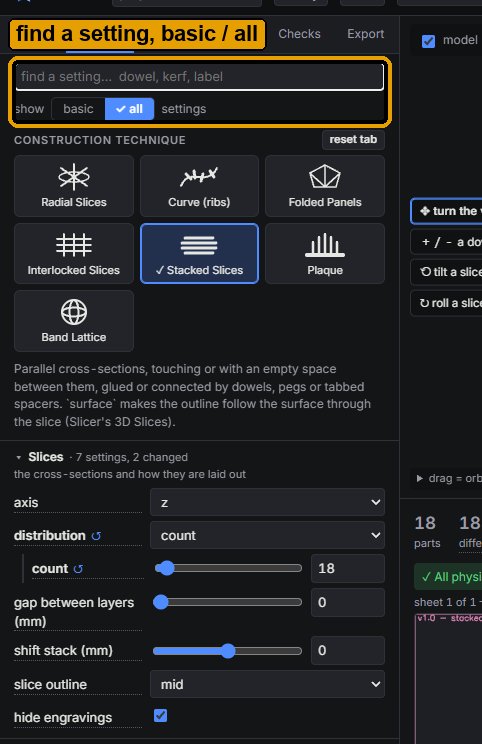 find a setting, basic / all
Checks
Export
model
find a setting... dowel, kerf, label
show basic ✓ all settings
CONSTRUCTION TECHNIQUE
reset tab
Radial Slices
Curve (ribs)
Folded Panels
Interlocked Slices
✓ Stacked Slices
Plaque
Band Lattice
Parallel cross-sections, touching or with an empty space
between them, glued or connected by dowels, pegs or tabbed
spacers. `surface` makes the outline follow the surface through
the slice (Slicer's 3D Slices).
Slices · 7 settings, 2 changed
the cross-sections and how they are laid out
axis
z
distribution ↺
count
count ↺
18
gap between layers
(mm)
0
shift stack (mm)
0
slice outline
mid
hide engravings
✥ turn the
+ / - a do
tilt a slice
↻ roll a slice
drag = orb
18
18
parts
differ
✓ All physi
sheet 1 of 1
v1.0 — stacked